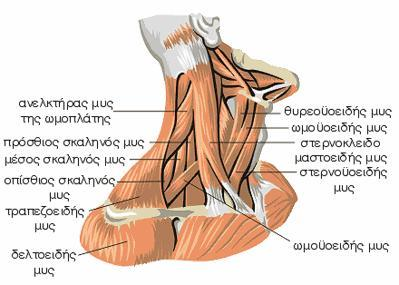 ανελκτήρας μυς
της ωμοπλάτης
πρόσθιο σκαληνός μυς
μέσος σκαληνός μυς
οπίσθιος σκαληνός
μυς
τραπεζοειδής
μυς
δελτοειδής
μυς
θυρεοϋοειδής μυς
ωμοϋοειδής μυς
στερνοκλειδο
μαστοειδής μυς
στερνοϋοειδής
μυς
ωμοϋοειδής μυς